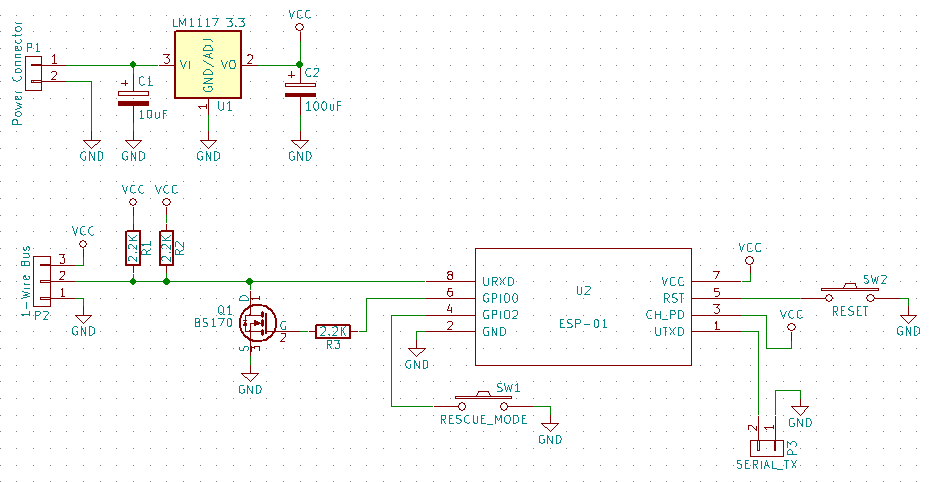 Power Connector
P1
1
2
C1
10uF
LM1117 3.3
3
VI
GND/ADJ
VO
2
1
U1
VCC
C2
100uF
GND
GND
GND
GND
VCC
VCC
2.2K
R1
2.2K
R2
1-Wire Bus
VCC
3
2
1
P2
GND
Q1
BS170
D
1
G
2
S
3
GND
2.2K
R3
8
URXD
6
GPIO0
4
GPIO2
2
GND
U2
ESP-01
VCC
7
RST
5
CH_PD
3
UTXD
1
GND
VCC
SW2
RESET
GND
VCC
SW1
RESCUE_MODE
GND
GND
2
1
P3
SERIAL_TX